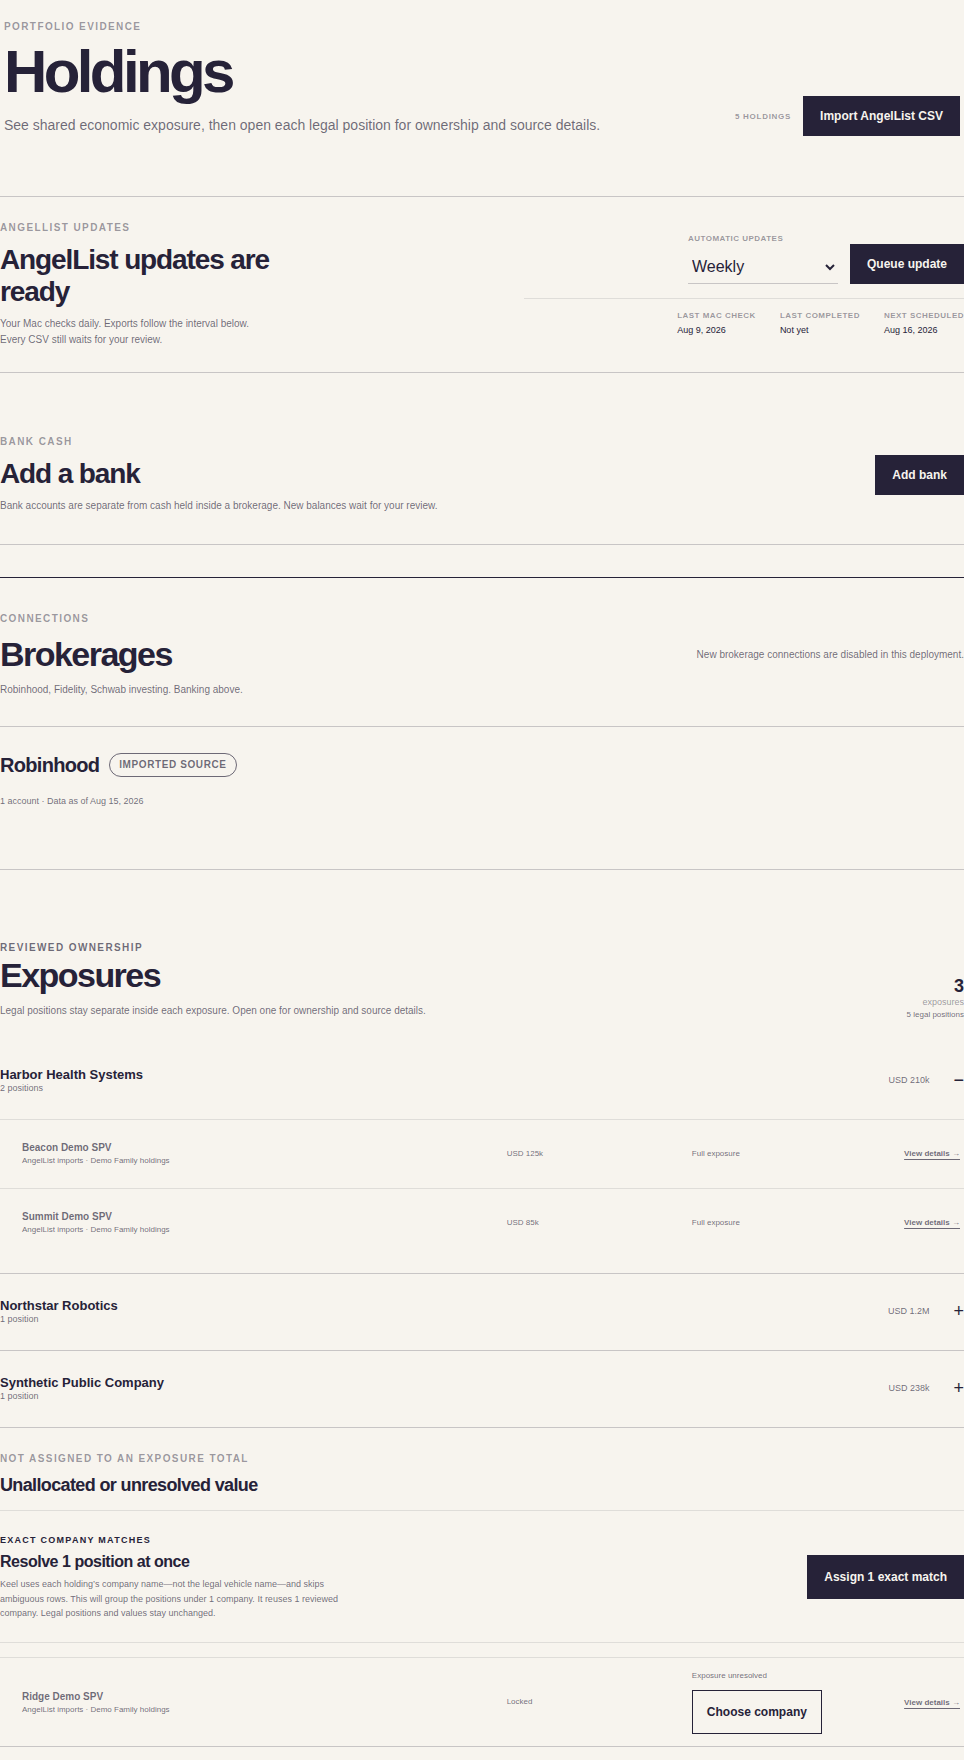 PORTFOLIO EVIDENCE
Holdings
See shared economic exposure, then open each legal position for ownership and source details.
5 HOLDINGS
Import AngelList CSV
ANGELLIST UPDATES
AngelList updates are
ready
Your Mac checks daily. Exports follow the interval below.
Every CSV still waits for your review.
AUTOMATIC UPDATES
Weekly
Queue update
LAST MAC CHECK
Aug 9, 2026
LAST COMPLETED
Not yet
NEXT SCHEDULED
Aug 16, 2026
BANK CASH
Add a bank
Bank accounts are separate from cash held inside a brokerage. New balances wait for your review.
Add bank
CONNECTIONS
Brokerages
Robinhood, Fidelity, Schwab investing. Banking above.
New brokerage connections are disabled in this deployment.
Robinhood
IMPORTED SOURCE
1 account · Data as of Aug 15, 2026
REVIEWED OWNERSHIP
Exposures
Legal positions stay separate inside each exposure. Open one for ownership and source details.
3
exposures
5 legal positions
Harbor Health Systems
2 positions
USD 210k
−
Beacon Demo SPV
AngelList imports · Demo Family holdings
USD 125k
Full exposure
View details →
Summit Demo SPV
AngelList imports · Demo Family holdings
USD 85k
Full exposure
View details →
Northstar Robotics
1 position
USD 1.2M
+
Synthetic Public Company
1 position
USD 238k
+
NOT ASSIGNED TO AN EXPOSURE TOTAL
Unallocated or unresolved value
EXACT COMPANY MATCHES
Resolve 1 position at once
Keel uses each holding's company name—not the legal vehicle name—and skips
ambiguous rows. This will group the positions under 1 company. It reuses 1 reviewed
company. Legal positions and values stay unchanged.
Assign 1 exact match
Ridge Demo SPV
AngelList imports · Demo Family holdings
Locked
Exposure unresolved
Choose company
View details →